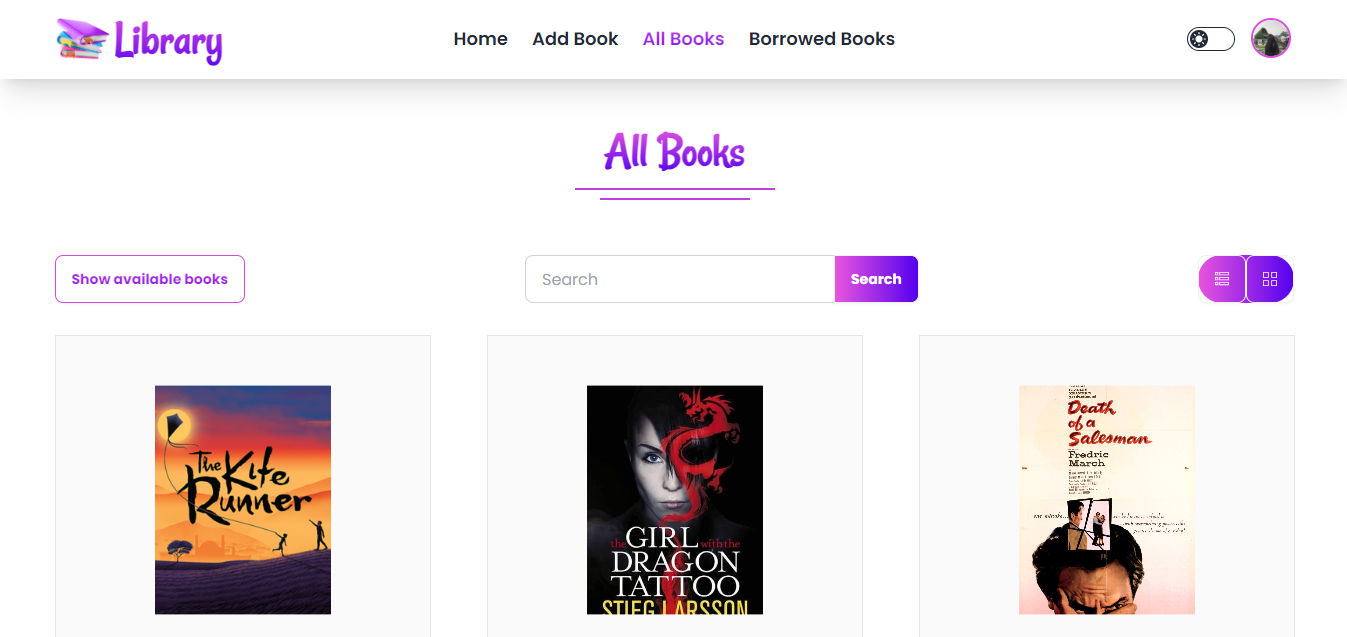 Library
Home
Add Book
All Books
Borrowed Books
All Books
Show available books
Search
Search
The Kite
Runner
the GIRL with the
DRAGON
TATTOO
STIEG LARSSON
Death
of a
Salesman
Fredric
March